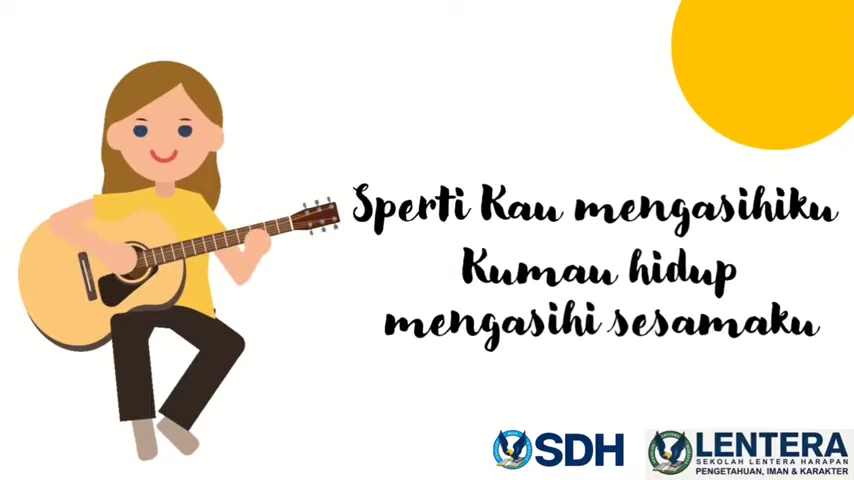 Sperti Kau mengasihiku
Kumau hidup
mengasihi sesamaku
SDH
LENTERA
SEKOLAH LENTERA HARAPAN
PENGETAHUAN, IMAN & KARAKTER